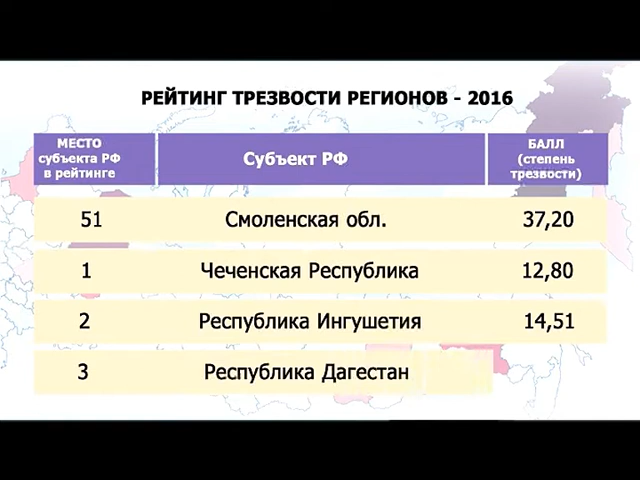 РЕЙТИНГ ТРЕЗВОСТИ РЕГИОНОВ - 2016
МЕСТО
субъекта РФ
в рейтинге
Субъект РФ
БАЛЛ
(степень
трезвости)
51 Смоленская обл. 37,20
1 Чеченская Республика 12,80
2 Республика Ингушетия 14,51
3 Республика Дагестан